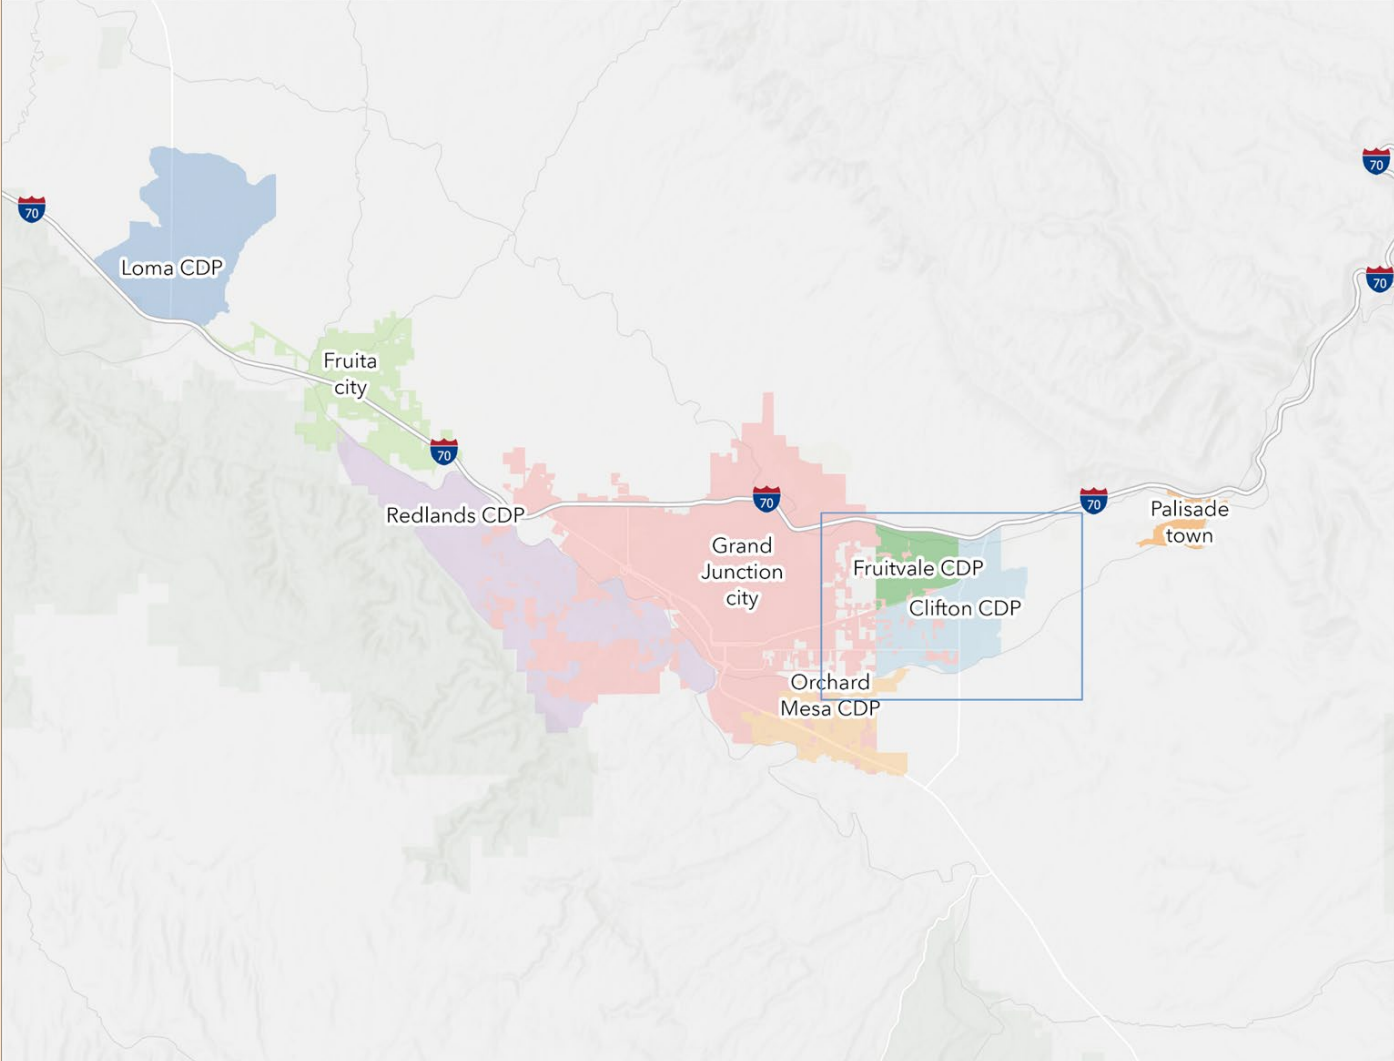 70
70
70
Loma CDP
Fruita
city
70
Redlands CDP
70
70
Palisade
town
Grand
Junction
city
Fruitvale CDP
Clifton CDP
Orchard
Mesa CDP